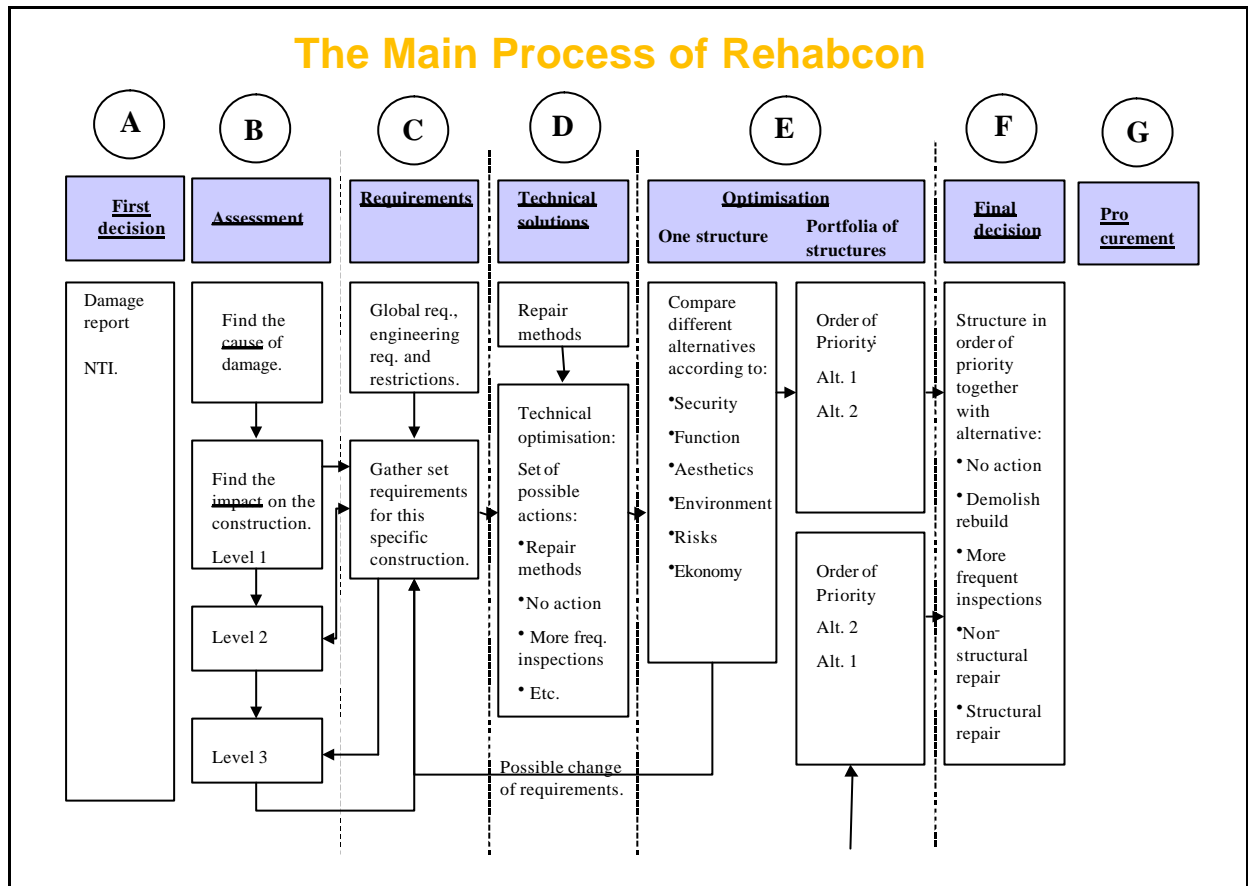 The Main Process of Rehabcon
A
B
C
D
E
F
G
First
decision
Assessment
Requirements
Technical
solutions
Optimisation
One structure
Portfolia of
structures
Final
decision
Pro
curement
Damage
report
NTI.
Find the
cause of
damage.
Find the
impact on the
construction.
Level 1
Level 2
Level 3
Global req.,
engineering
req. and
restrictions.
Gather set
requirements
for this
specific
construction.
Repair
methods
Technical
optimisation:
Set of
possible
actions:
•Repair
methods
•No action
• More freq.
inspections
• Etc.
Possible change
of requirements.
Compare
different
alternatives
according to:
•Security
•Function
•Aesthetics
•Environment
•Risks
•Ekonomy
Order of
Priority:
Alt. 1
Alt. 2
Order of
Priority
Alt. 2
Alt. 1
Structure in
order of
priority
together
with
alternative:
•No action
•Demolish
rebuild
•More
frequent
inspections
•Non-
structural
repair
•Structural
repair